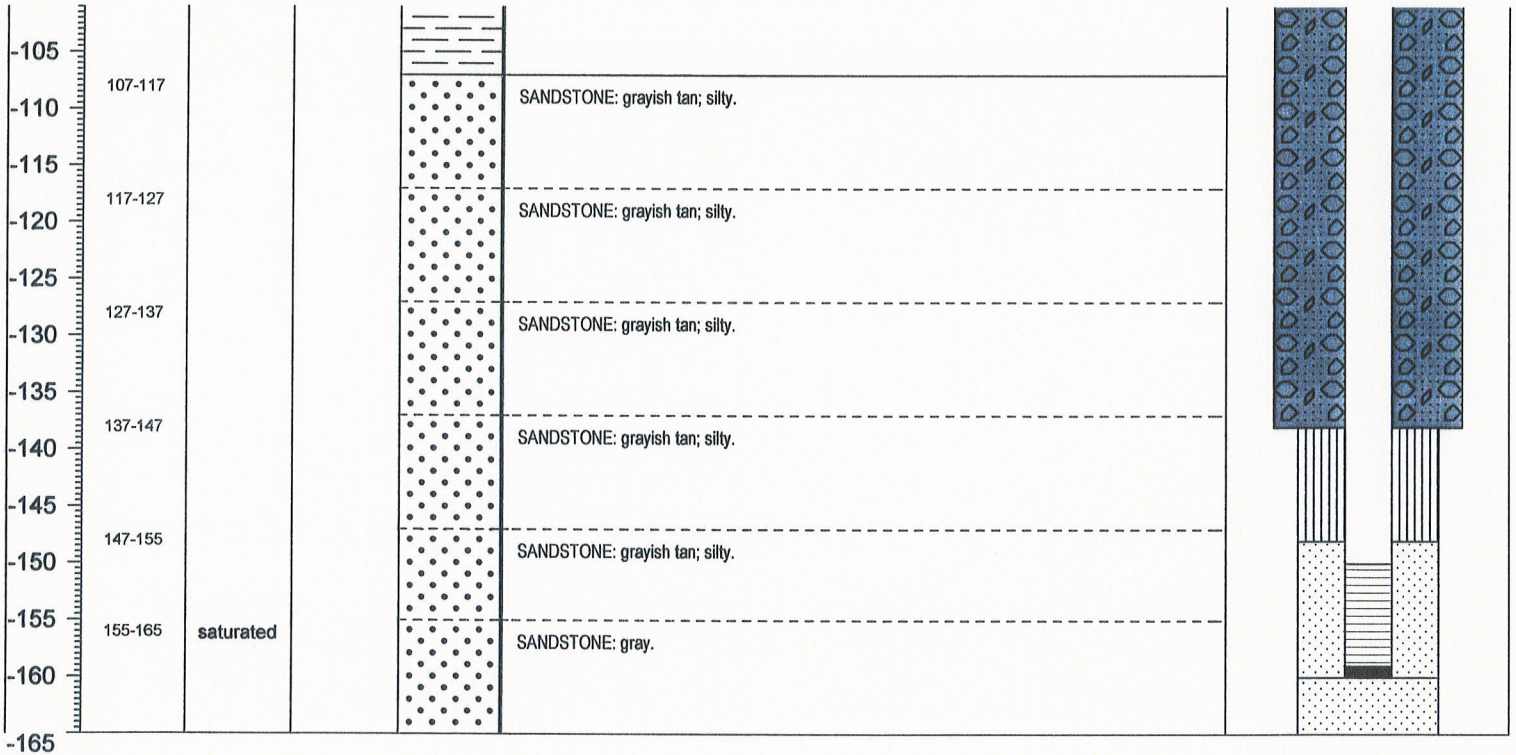 -105
107-117
SANDSTONE: grayish tan; silty.
-110
-115
117-127
SANDSTONE: grayish tan; silty.
-120
-125
127-137
SANDSTONE: grayish tan; silty.
-130
-135
137-147
SANDSTONE: grayish tan; silty.
-140
-145
147-155
SANDSTONE: grayish tan; silty.
-150
-155
155-165 saturated
SANDSTONE: gray.
-160
-165